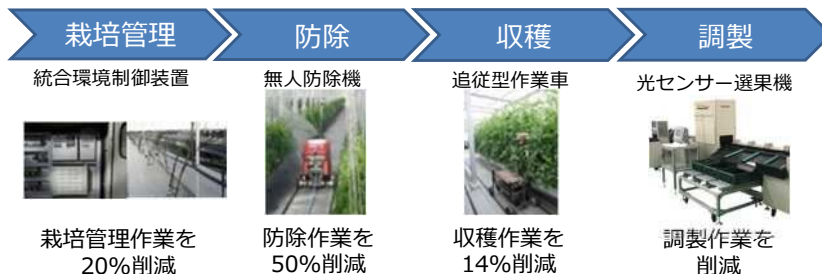 栽培管理
防除
収穫
調製
統合環境制御装置
無人防除機
追従型作業車
光センサー選果機
栽培管理作業を
20%削減
防除作業を
50%削減
収穫作業を
14%削減
調製作業を
削減